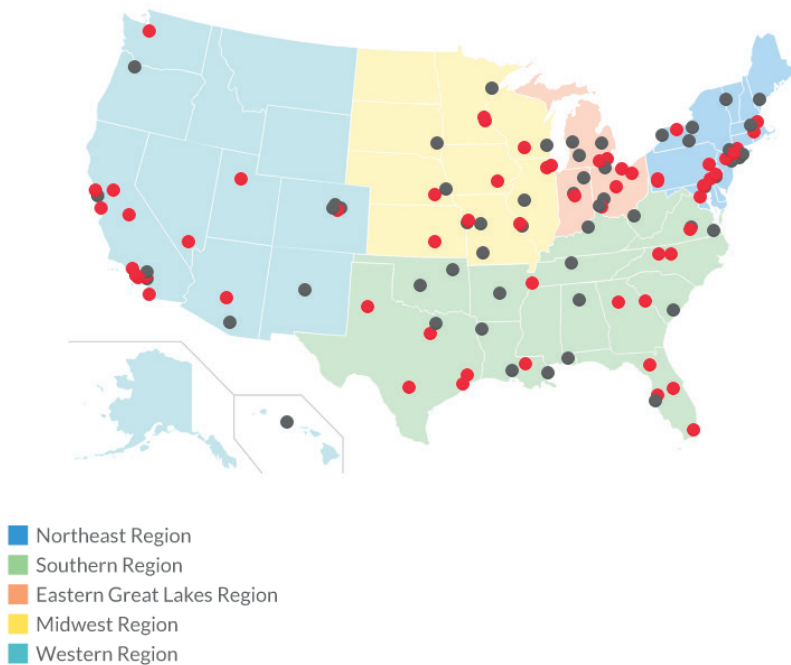 Northeast Region
Southern Region
Eastern Great Lakes Region
Midwest Region
Western Region